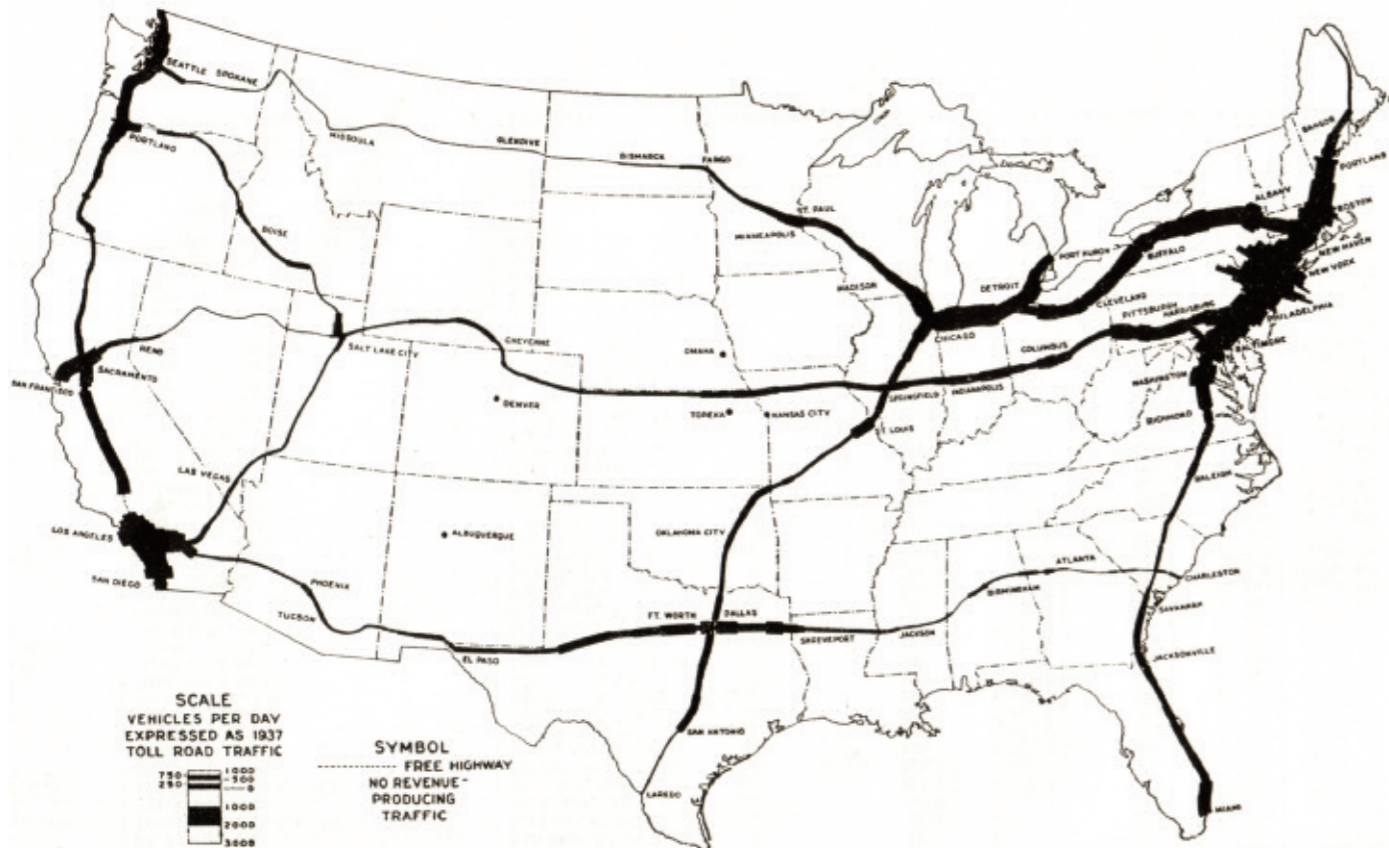 SEATTLE
SPOKANE
PORTLAND
MISSOULA
GLENDIVE
BISMARCK
FARGO
BANGOR
PORTLAND
ALBANY
BOSTON
ST. PAUL
MINNEAPOLIS
BOISE
PORT HURON
BUFFALO
NEW HAVEN
NEW YORK
MADISON
DETROIT
CLEVELAND
PITTSBURGH
HARRISBURG
PHILADELPHIA
CHICAGO
RENO
SALT LAKE CITY
CHEYENNE
OMAHA
COLUMBUS
BALTIMORE
SAN FRANCISCO
SACRAMENTO
DENVER
TOPEKA
KANSAS CITY
SPRINGFIELD
INDIANAPOLIS
WASHINGTON
ST LOUIS
RICHMOND
LAS VEGAS
RALEIGH
LOS ANGELES
ALBUQUERQUE
OKLAHOMA CITY
SAN DIEGO
PHOENIX
ATLANTA
BIRMINGHAM
CHARLESTON
TUCSON
FT. WORTH
DALLAS
SAVANNAH
EL PASO
SHREVEPORT
JACKSON
JACKSONVILLE
SAN ANTONIO
LAREDO
MIAMI
SCALE
VEHICLES PER DAY
EXPRESSED AS 1937
TOLL ROAD TRAFFIC
750
250
1000
500
0
1000
2000
3000
SYMBOL
FREE HIGHWAY
NO REVENUE-
PRODUCING
TRAFFIC